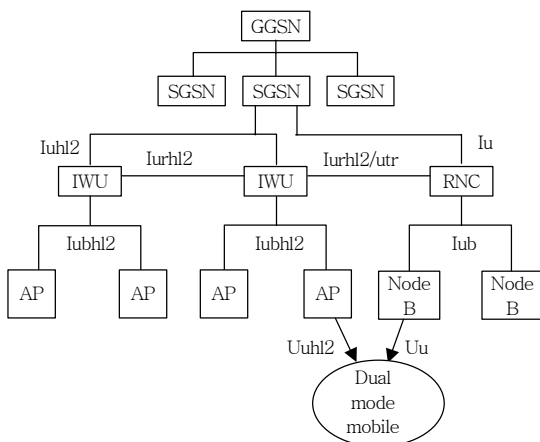 GGSN
SGSN SGSN SGSN
Iuhl2 Iurhl2 Iurhl2/utr Iu
IWU IWU RNC
Iubhl2 Iubhl2 Iub
AP AP AP AP Node B Node B
Uuhl2 Uu
Dual
mode
mobile